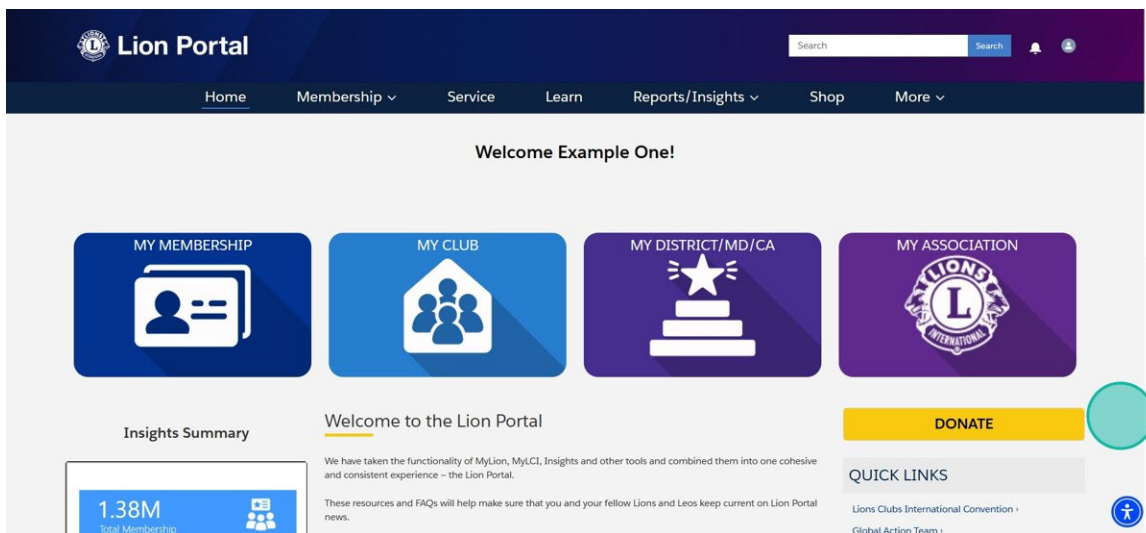 Lion Portal
Search
Search
Home
Membership
Service
Learn
Reports/Insights
Shop
More
Welcome Example One!
MY MEMBERSHIP
MY CLUB
MY DISTRICT/MD/CA
MY ASSOCIATION
LIONS
L
INTERNATIONAL
Insights Summary
1.38M
Total Membership
Welcome to the Lion Portal
We have taken the functionality of MyLion, MyLCI, Insights and other tools and combined them into one cohesive
and consistent experience – the Lion Portal.
These resources and FAQs will help make sure that you and your fellow Lions and Leos keep current on Lion Portal
news.
DONATE
QUICK LINKS
Lions Clubs International Convention ›
Global Action Team ›